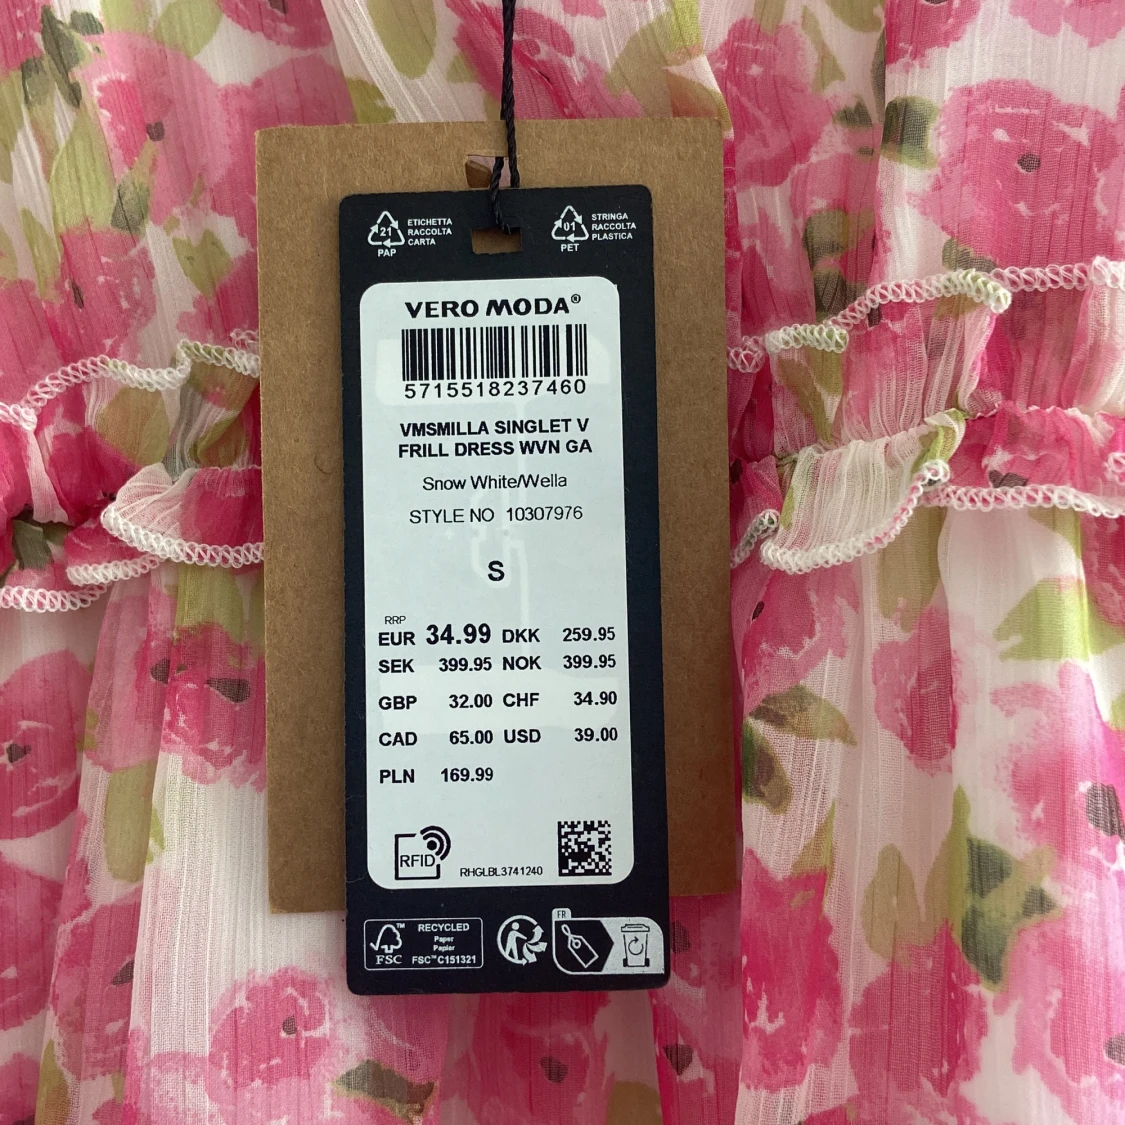 21
PAP
ETICHETTA
RACCOLTA
CARTA
01
PET
STRINGA
RACCOLTA
PLASTICA
VERO MODA®
5715518237460
VMSMILLA SINGLET V
FRILL DRESS WVN GA
Snow White/Wella
STYLE NO 10307976
S
RRP
EUR 34.99 DKK 259.95
SEK 399.95 NOK 399.95
GBP 32.00 CHF 34.90
CAD 65.00 USD 39.00
PLN 169.99
RFID
RHGLBL3741240
FSC
RECYCLED
Paper
Papier
FSC™ C151321
FR